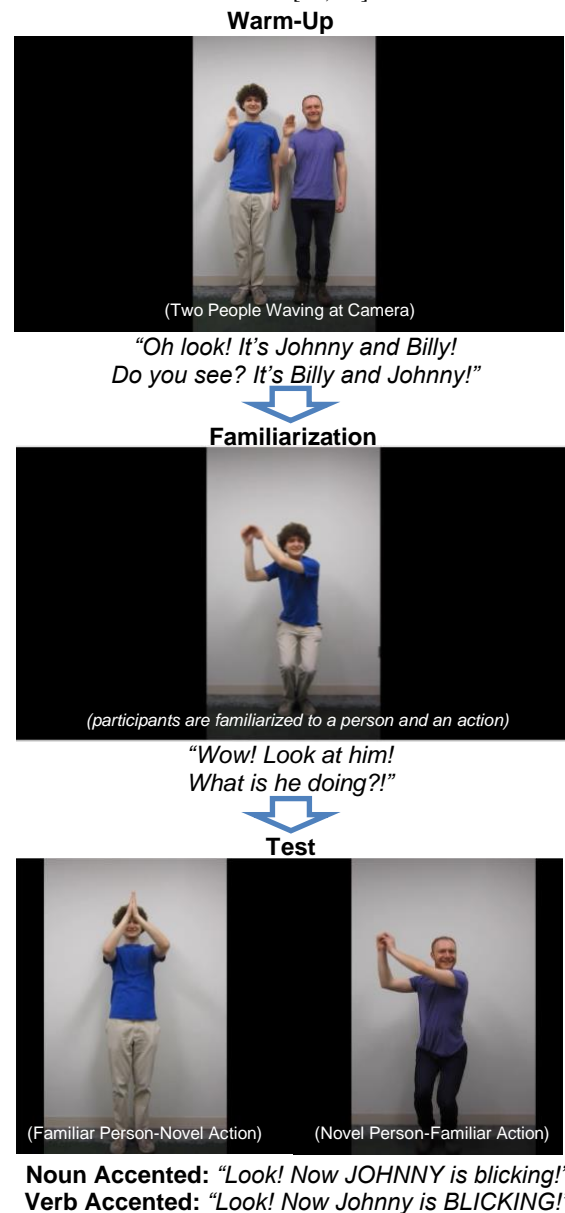 Warm-Up
(Two People Waving at Camera)
“Oh look! It’s Johnny and Billy!
Do you see? It’s Billy and Johnny!”
Familiarization
(participants are familiarized to a person and an action)
“Wow! Look at him!
What is he doing?!”
Test
(Familiar Person-Novel Action) (Novel Person-Familiar Action)
Noun Accented: “Look! Now JOHNNY is blicking!”
Verb Accented: “Look! Now Johnny is BLICKING!”